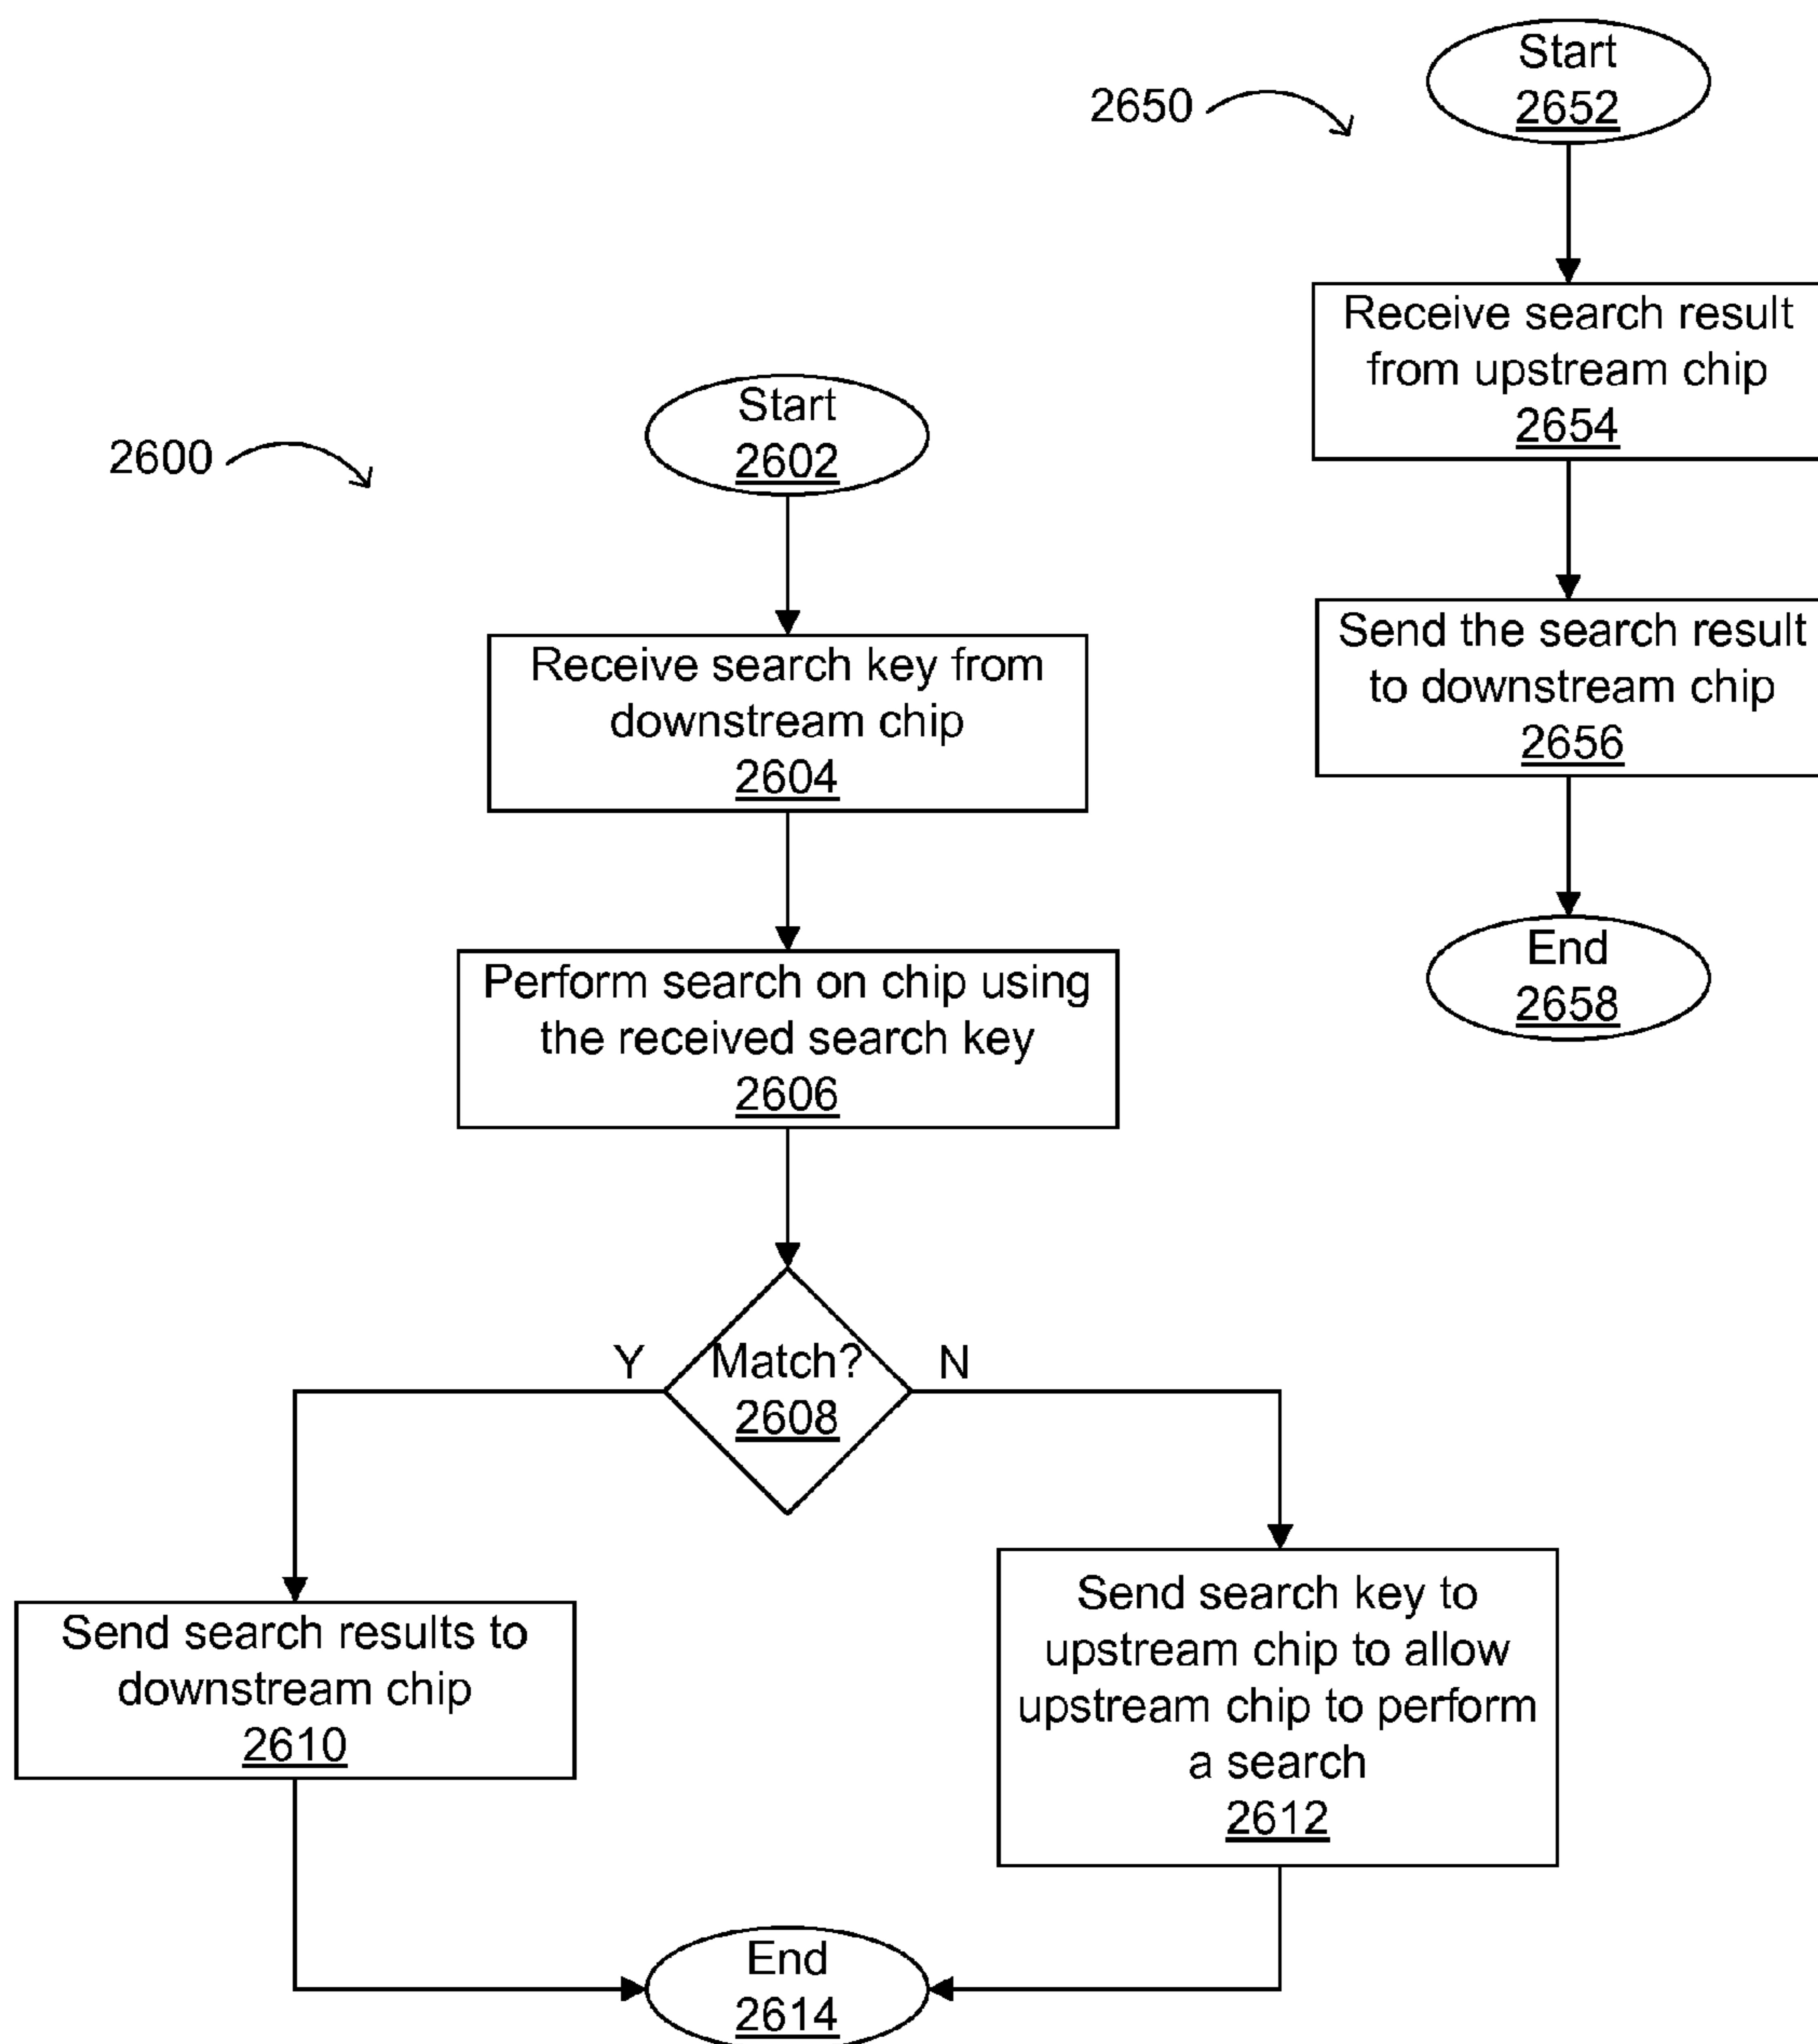 2600
Start
2602
Receive search key from
downstream chip
2604
Perform search on chip using
the received search key
2606
Y
Match?
2608
N
Send search results to
downstream chip
2610
Send search key to
upstream chip to allow
upstream chip to perform
a search
2612
End
2614
2650
Start
2652
Receive search result
from upstream chip
2654
Send the search result
to downstream chip
2656
End
2658